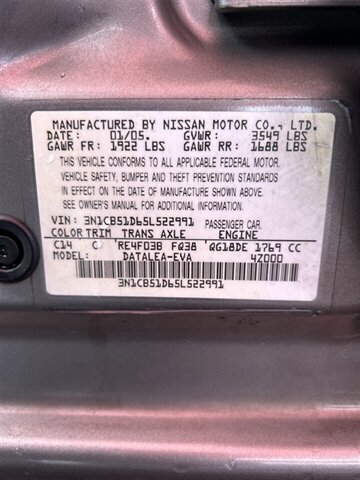 MANUFACTURED BY NISSAN MOTOR CO., LTD.
DATE: 01/05. GVWR: 3549 LBS
GAWR FR: 1922 LBS GAWR RR: 1688 LBS
THIS VEHICLE CONFORMS TO ALL APPLICABLE FEDERAL MOTOR
VEHICLE SAFETY, BUMPER AND THEFT PREVENTION STANDARDS
IN EFFECT ON THE DATE OF MANUFACTURE SHOWN ABOVE.
SEE OWNER'S MANUAL FOR ADDITIONAL INFORMATION
VIN: 3N1CB51D65L522991 PASSENGER CAR.
COLOR TRIM TRANS AXLE ENGINE
C14 C RE4F03B FQ38 QG18DE 1769 CC
MODEL: DATALEA-EVA 4Z000
3N1CB51D65L522991